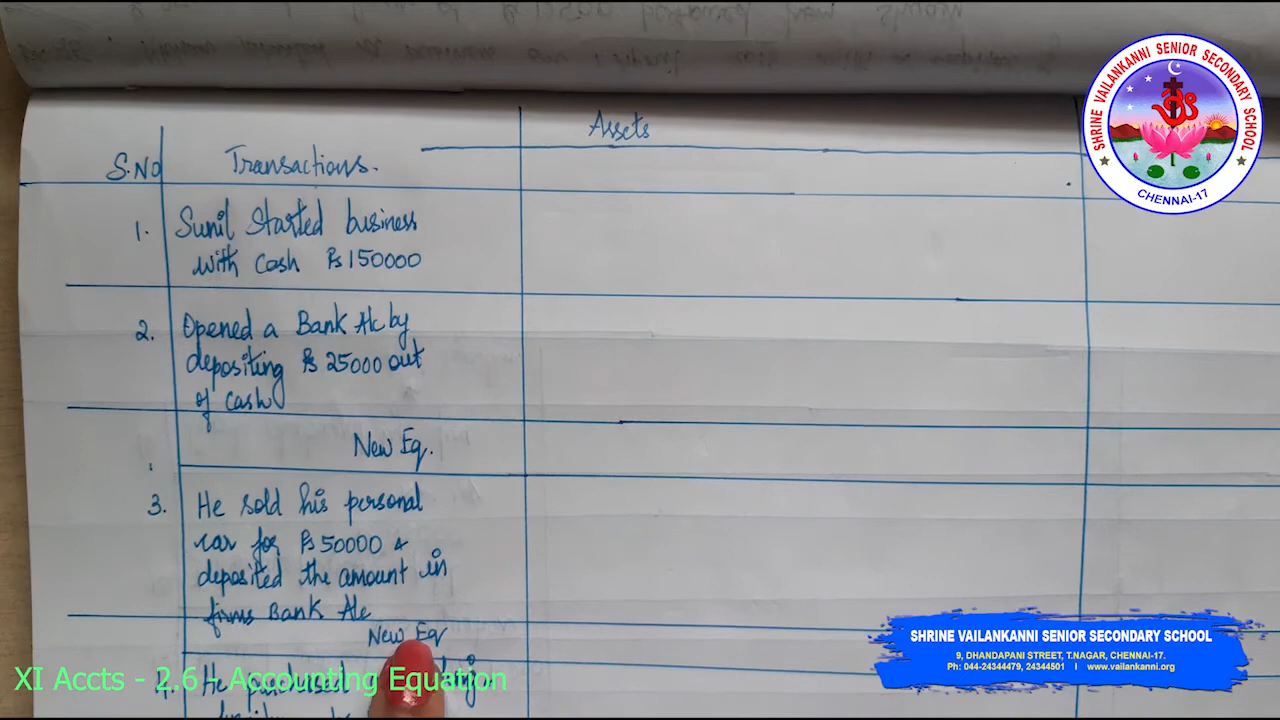 Assets
S.No Transactions.
1. Sunil Started business
with cash ₨ 150000
2. Opened a Bank A/c by
depositing ₨ 25000 out
of cash
New Eq.
3. He sold his personal
car for ₨ 50000 &
deposited the amount in
firms Bank A/c
New Eq
4. He purchased
SHRINE VAILANKANNI SENIOR SECONDARY SCHOOL
CHENNAI-17
SHRINE VAILANKANNI SENIOR SECONDARY SCHOOL
9, DHANDAPANI STREET, T.NAGAR, CHENNAI-17.
Ph: 044-24344479, 24344501 I www.vailankanni.org
XI Accts - 2.6 - Accounting Equation